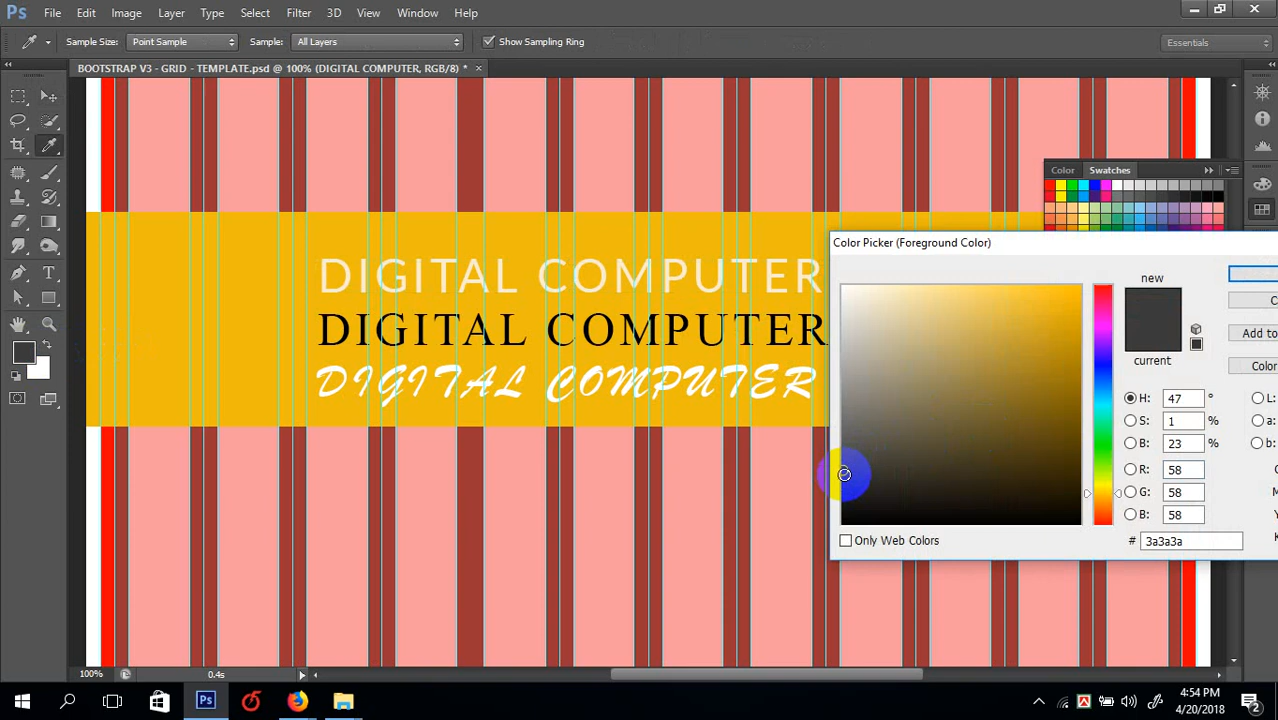 Ps File Edit Image Layer Type Select Filter 3D View Window Help
Sample Size: Point Sample Sample: All Layers Show Sampling Ring Essentials
BOOTSTRAP V3 - GRID - TEMPLATE.psd @ 100% (DIGITAL COMPUTER, RGB/8) *
Color Swatches
Color Picker (Foreground Color)
DIGITAL COMPUTER
DIGITAL COMPUTER
DIGITAL COMPUTER
new
current
Add to
Color
H: 47 ° L:
S: 1 % a:
B: 23 % b:
R: 58
G: 58
B: 58
Only Web Colors
# 3a3a3a
100% 0.4s
Ps
4:54 PM
4/20/2018
2